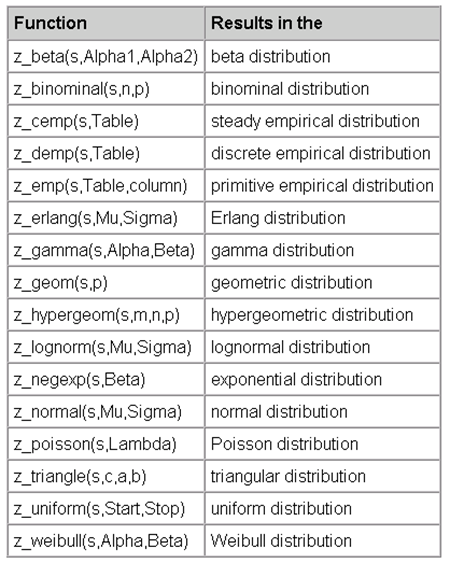 Function Results in the
z_beta(s,Alpha1,Alpha2) beta distribution
z_binominal(s,n,p) binominal distribution
z_cemp(s,Table) steady empirical distribution
z_demp(s,Table) discrete empirical distribution
z_emp(s,Table,column) primitive empirical distribution
z_erlang(s,Mu,Sigma) Erlang distribution
z_gamma(s,Alpha,Beta) gamma distribution
z_geom(s,p) geometric distribution
z_hypergeom(s,m,n,p) hypergeometric distribution
z_lognorm(s,Mu,Sigma) lognormal distribution
z_negexp(s,Beta) exponential distribution
z_normal(s,Mu,Sigma) normal distribution
z_poisson(s,Lambda) Poisson distribution
z_triangle(s,c,a,b) triangular distribution
z_uniform(s,Start,Stop) uniform distribution
z_weibull(s,Alpha,Beta) Weibull distribution